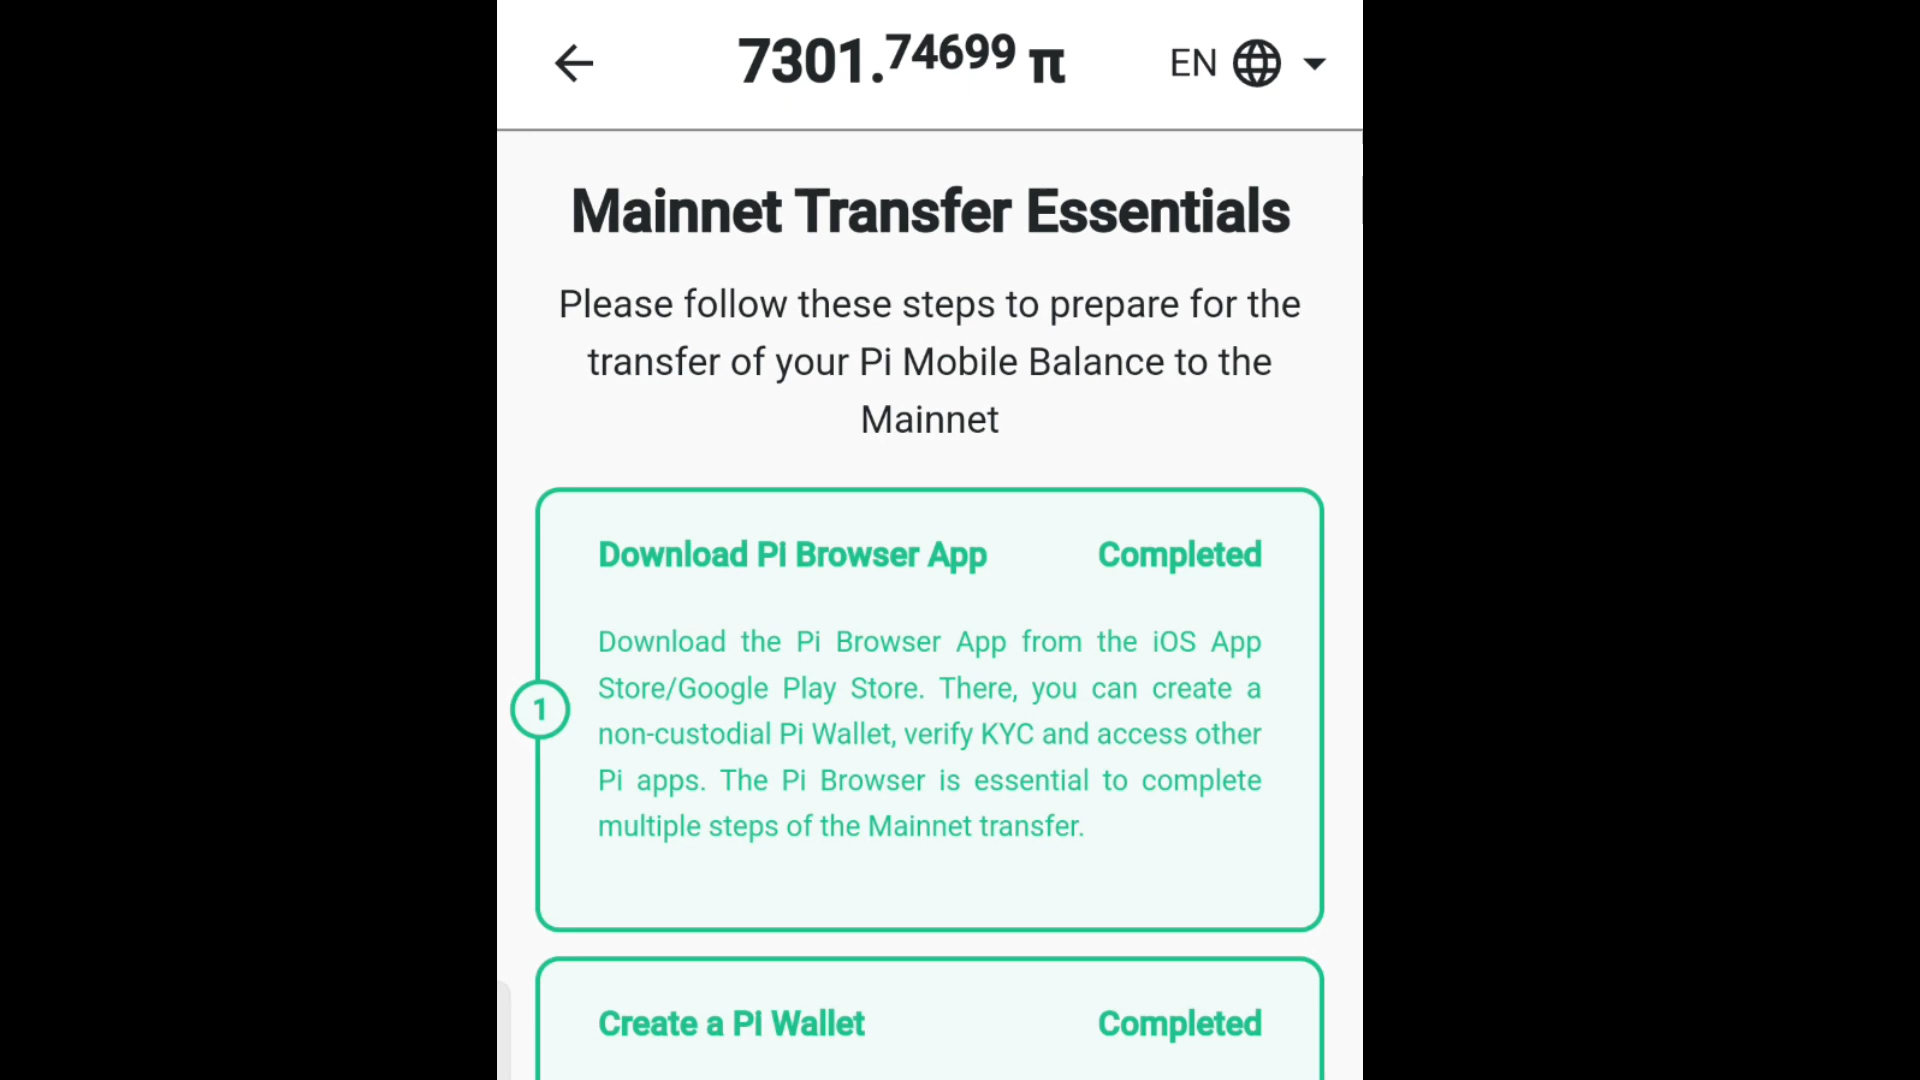 7301.74699 π EN
Mainnet Transfer Essentials
Please follow these steps to prepare for the
transfer of your Pi Mobile Balance to the
Mainnet
Download Pi Browser App Completed
Download the Pi Browser App from the iOS App
Store/Google Play Store. There, you can create a
1
non-custodial Pi Wallet, verify KYC and access other
Pi apps. The Pi Browser is essential to complete
multiple steps of the Mainnet transfer.
Create a Pi Wallet Completed